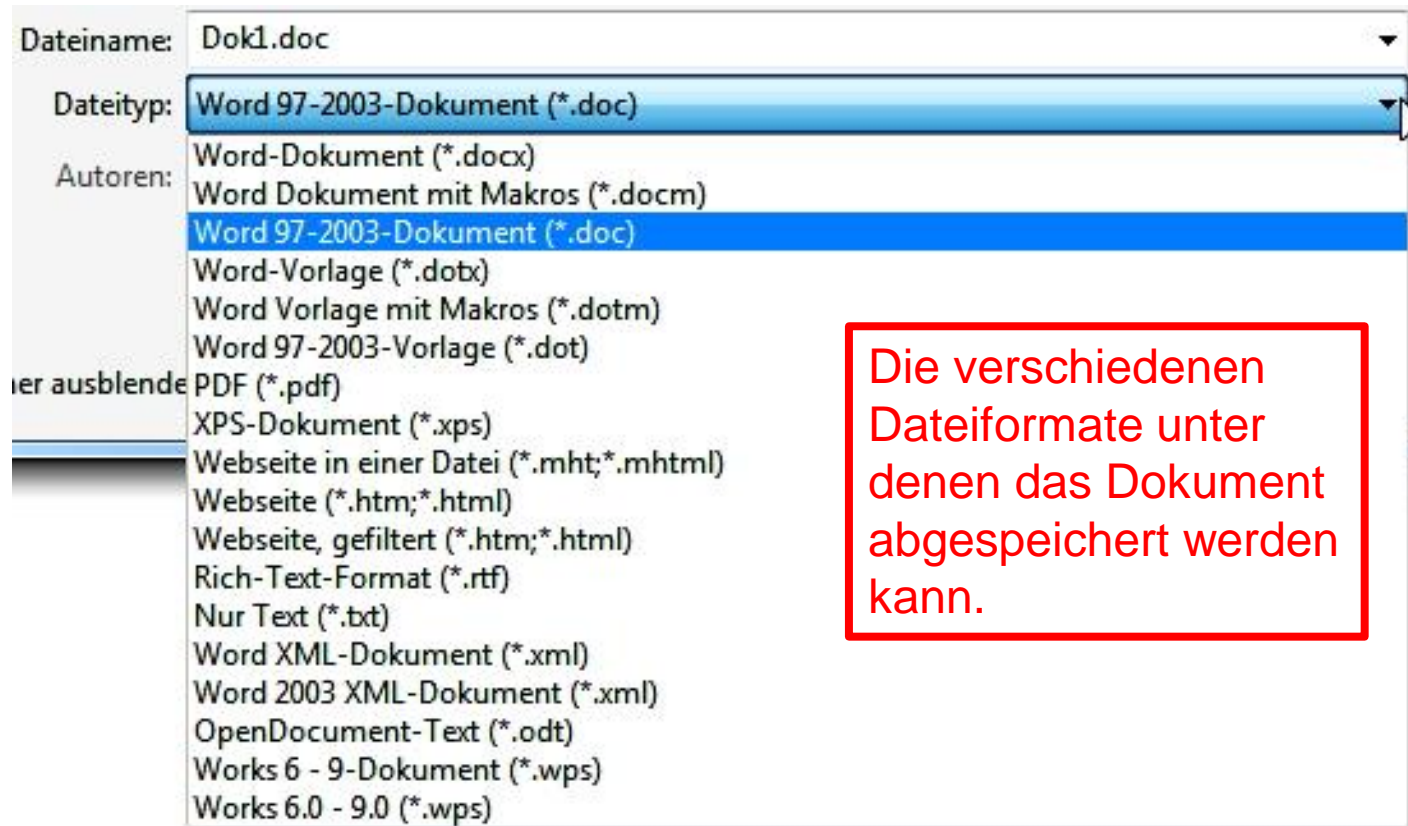 Dateiname: Dok1.doc
Dateityp: Word 97-2003-Dokument (*.doc)
Autoren:
Word-Dokument (*.docx)
Word Dokument mit Makros (*.docm)
Word 97-2003-Dokument (*.doc)
Word-Vorlage (*.dotx)
Word Vorlage mit Makros (*.dotm)
Word 97-2003-Vorlage (*.dot)
PDF (*.pdf)
XPS-Dokument (*.xps)
Webseite in einer Datei (*.mht;*.mhtml)
Webseite (*.htm;*.html)
Webseite, gefiltert (*.htm;*.html)
Rich-Text-Format (*.rtf)
Nur Text (*.txt)
Word XML-Dokument (*.xml)
Word 2003 XML-Dokument (*.xml)
OpenDocument-Text (*.odt)
Works 6 - 9-Dokument (*.wps)
Works 6.0 - 9.0 (*.wps)
Die verschiedenen
Dateiformate unter
denen das Dokument
abgespeichert werden
kann.